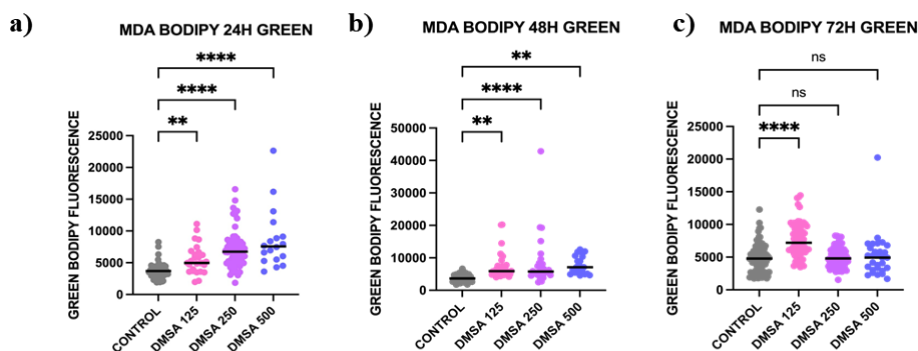 a)
MDA BODIPY 24H GREEN
****
****
**
GREEN BODIPY FLUORESCENCE
25000
20000
15000
10000
5000
0
CONTROL
DMSA 125
DMSA 250
DMSA 500
b)
MDA BODIPY 48H GREEN
**
****
**
GREEN BODIPY FLUORESCENCE
50000
40000
30000
20000
10000
0
CONTROL
DMSA 125
DMSA 250
DMSA 500
c)
MDA BODIPY 72H GREEN
ns
ns
****
GREEN BODIPY FLUORESCENCE
25000
20000
15000
10000
5000
0
CONTROL
DMSA 125
DMSA 250
DMSA 500